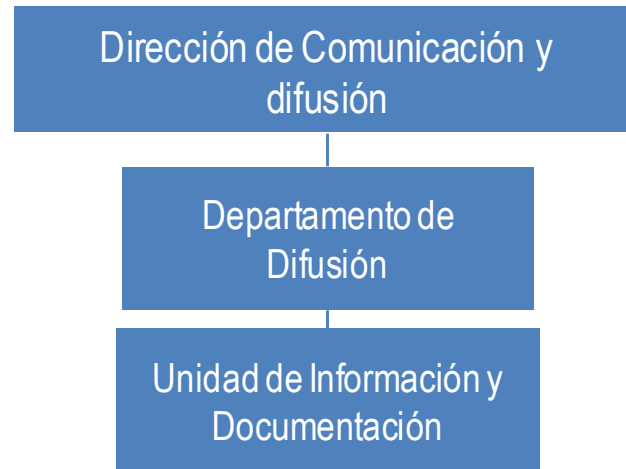 Dirección de Comunicación y
difusión
Departamento de
Difusión
Unidad de Información y
Documentación